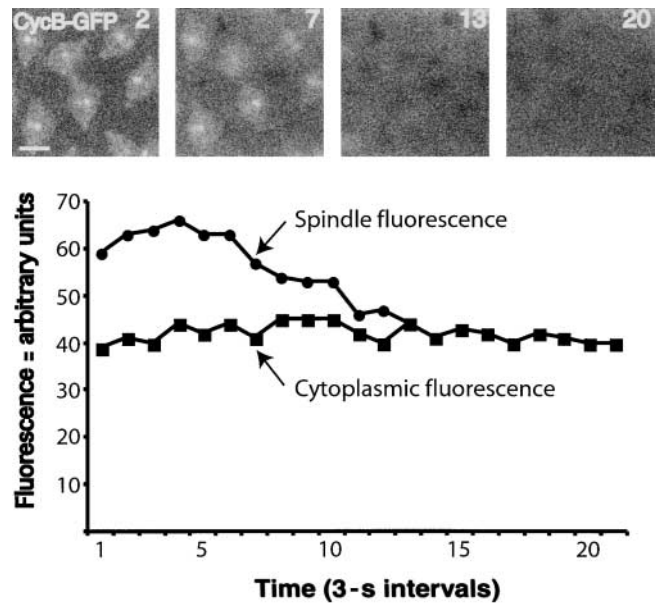 CycB-GFP 2
7
13
20
70
60
50
40
30
20
10
Fluorescence = arbitrary units
Spindle fluorescence
Cytoplasmic fluorescence
1 5 10 15 20
Time (3-s intervals)